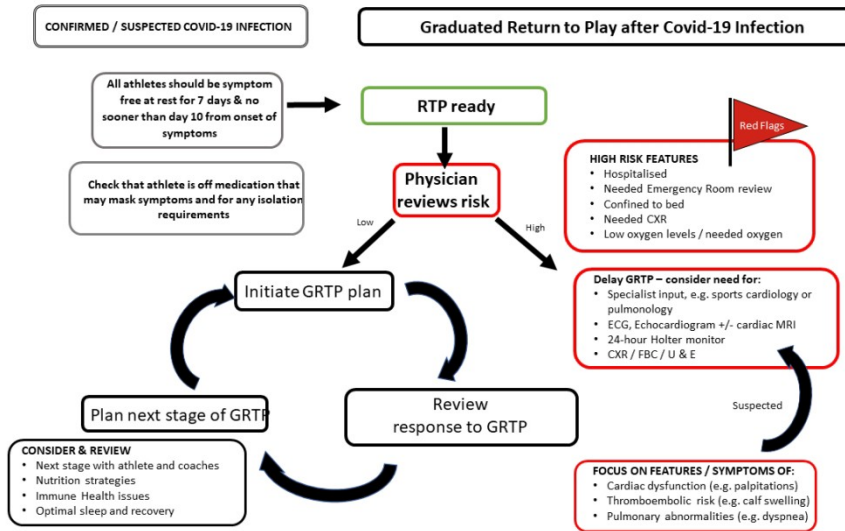 CONFIRMED / SUSPECTED COVID-19 INFECTION
Graduated Return to Play after Covid-19 Infection
All athletes should be symptom
free at rest for 7 days & no
sooner than day 10 from onset of
symptoms
RTP ready
Red Flags
Check that athlete is off medication that
may mask symptoms and for any isolation
requirements
Physician
reviews risk
HIGH RISK FEATURES
• Hospitalised
• Needed Emergency Room review
• Confined to bed
• Needed CXR
• Low oxygen levels / needed oxygen
Low
High
Initiate GRTP plan
Delay GRTP – consider need for:
• Specialist input, e.g. sports cardiology or
pulmonology
• ECG, Echocardiogram +/- cardiac MRI
• 24-hour Holter monitor
• CXR / FBC / U & E
Plan next stage of GRTP
Review
response to GRTP
Suspected
CONSIDER & REVIEW
• Next stage with athlete and coaches
• Nutrition strategies
• Immune Health issues
• Optimal sleep and recovery
FOCUS ON FEATURES / SYMPTOMS OF:
• Cardiac dysfunction (e.g. palpitations)
• Thromboembolic risk (e.g. calf swelling)
• Pulmonary abnormalities (e.g. dyspnea)